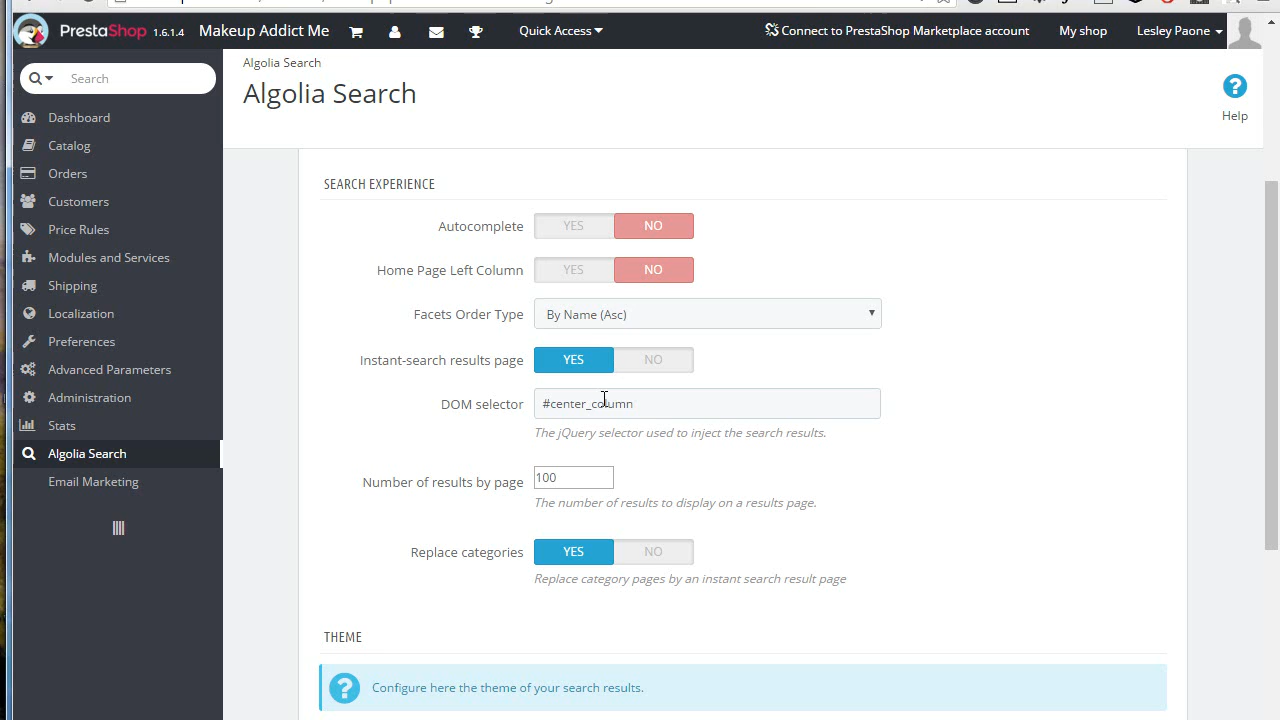 PrestaShop 1.6.1.4 Makeup Addict Me Quick Access Connect to PrestaShop Marketplace account My shop Lesley Paone
Search
Dashboard
Catalog
Orders
Customers
Price Rules
Modules and Services
Shipping
Localization
Preferences
Advanced Parameters
Administration
Stats
Algolia Search
Email Marketing
Algolia Search
Algolia Search
? Help
SEARCH EXPERIENCE
Autocomplete YES NO
Home Page Left Column YES NO
Facets Order Type By Name (Asc)
Instant-search results page YES NO
DOM selector #center_column
The jQuery selector used to inject the search results.
Number of results by page 100
The number of results to display on a results page.
Replace categories YES NO
Replace category pages by an instant search result page
THEME
? Configure here the theme of your search results.